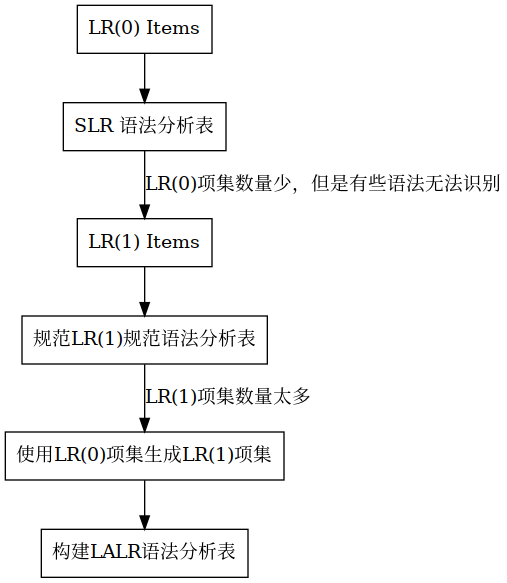 LR(0) Items
SLR 语法分析表
LR(0)项集数量少，但是有些语法无法识别
LR(1) Items
规范LR(1)规范语法分析表
LR(1)项集数量太多
使用LR(0)项集生成LR(1)项集
构建LALR语法分析表